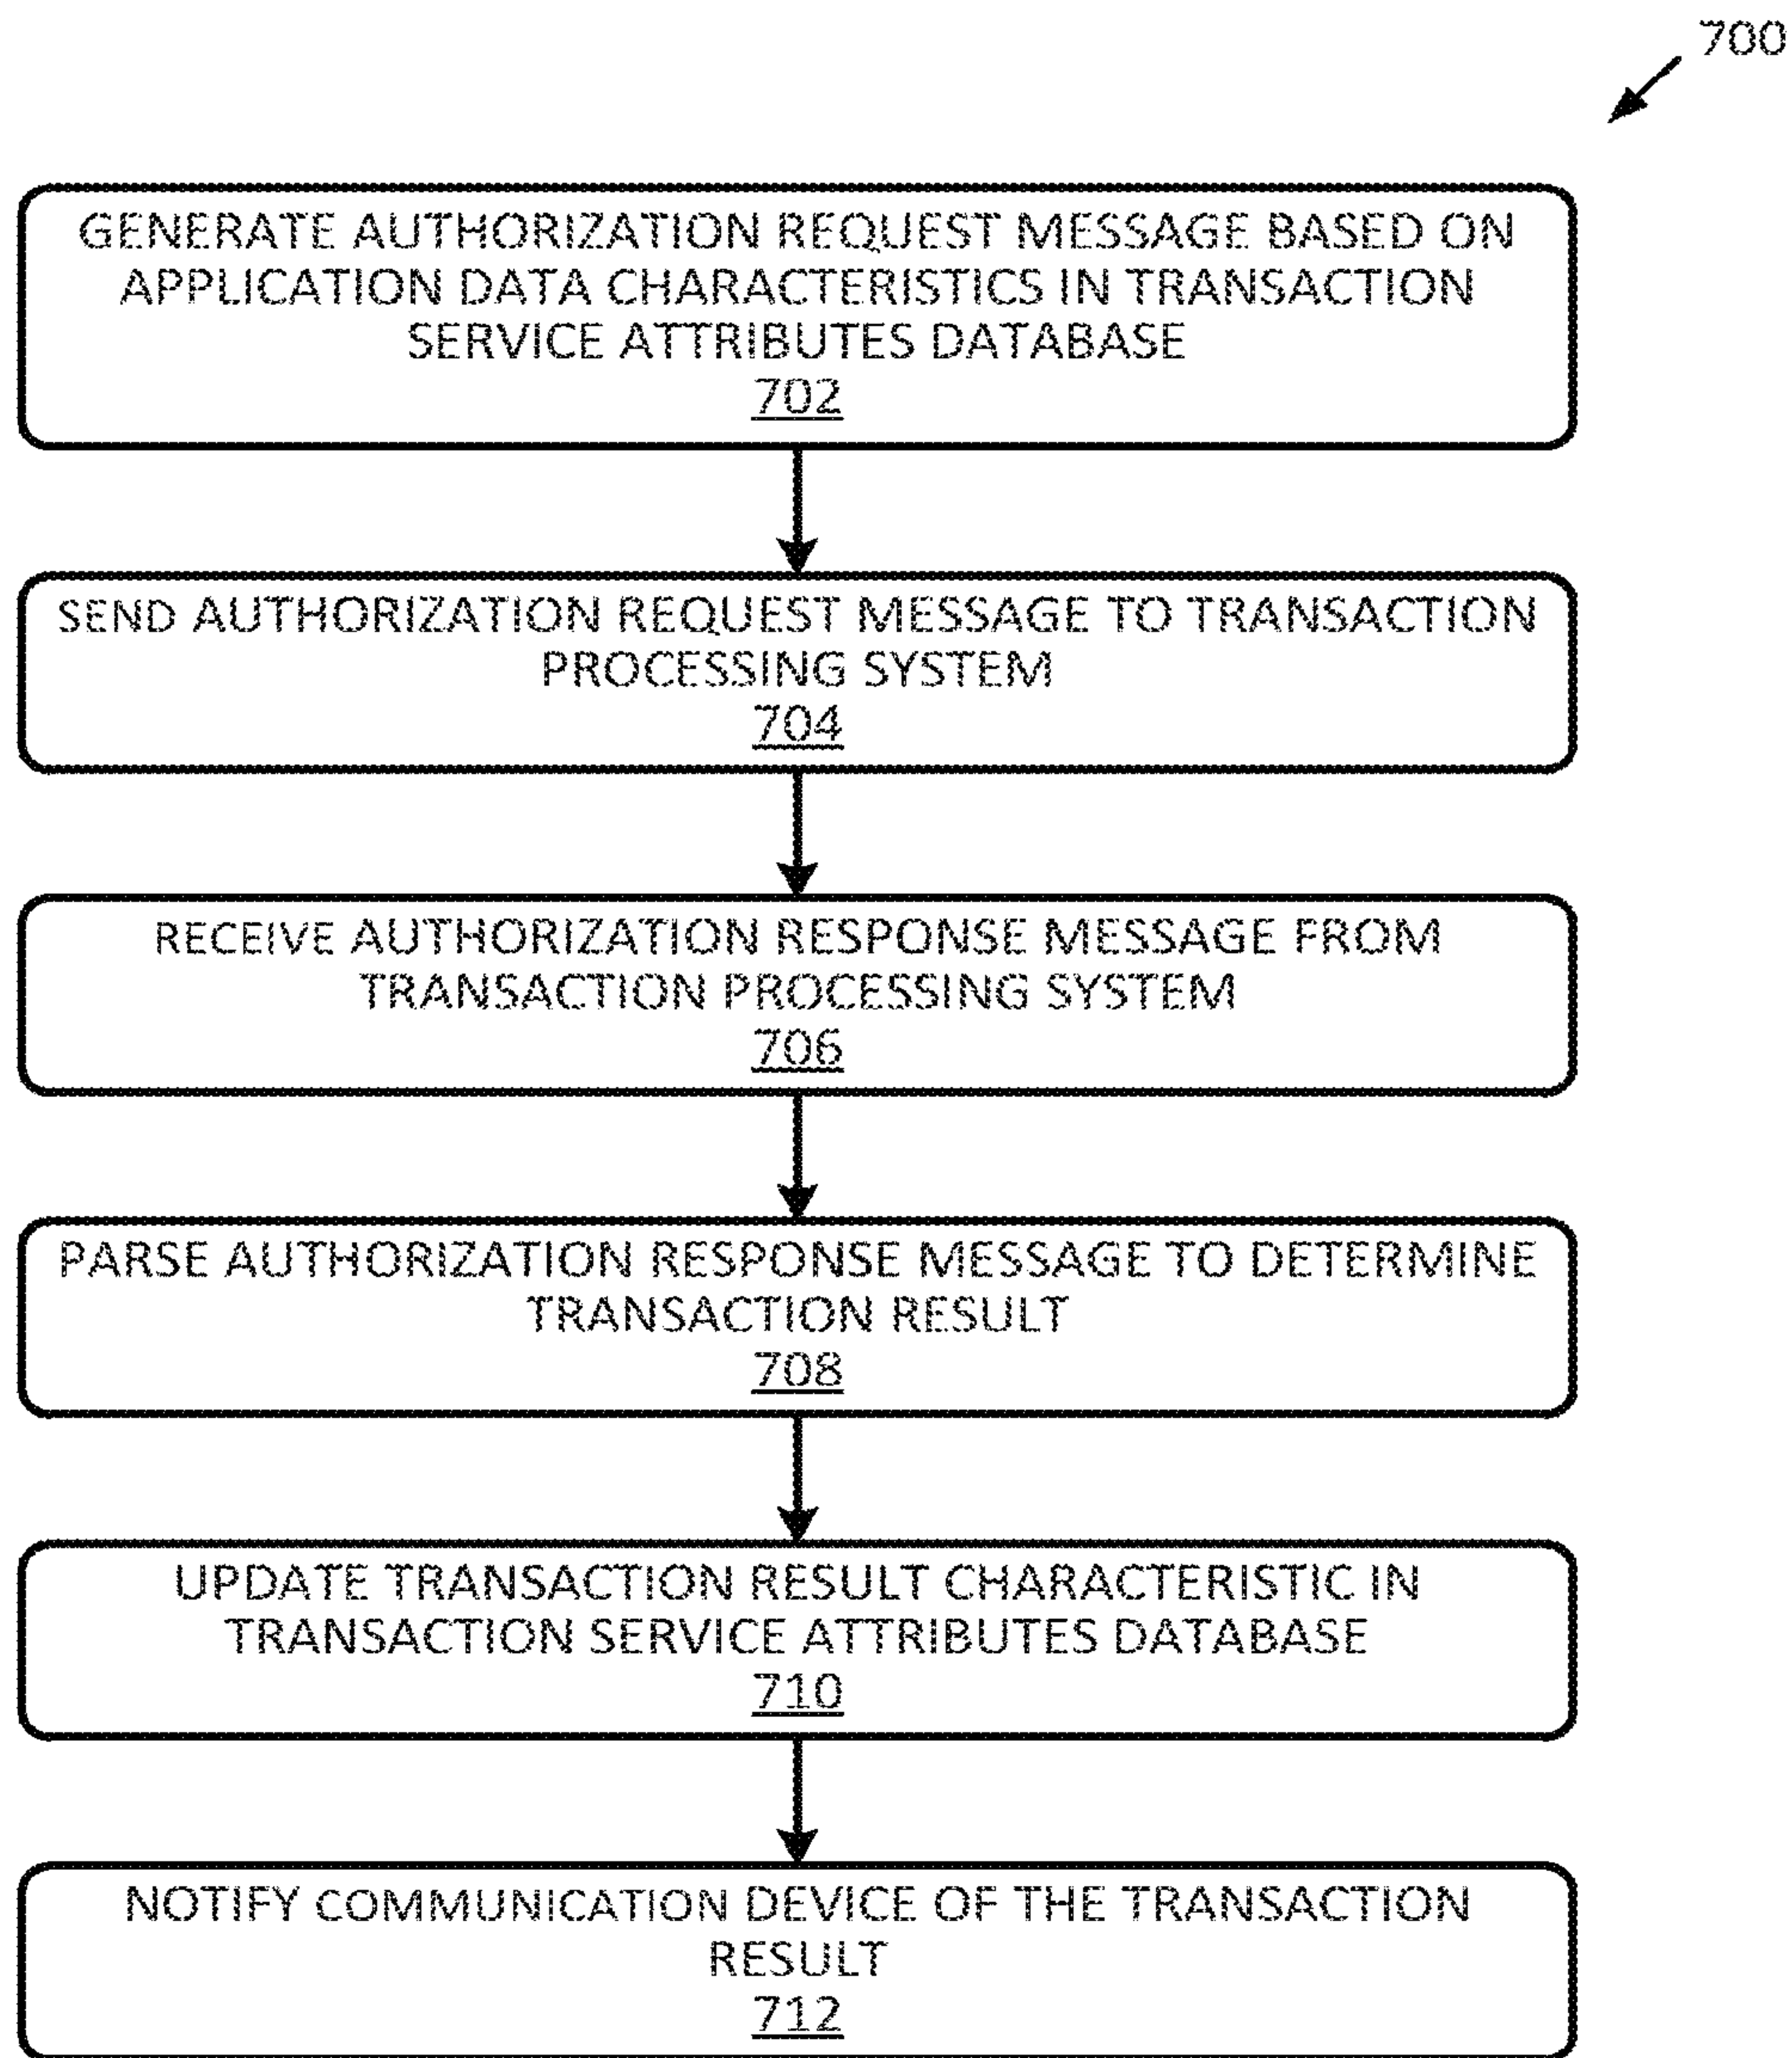 700
GENERATE AUTHORIZATION REQUEST MESSAGE BASED ON
APPLICATION DATA CHARACTERISTICS IN TRANSACTION
SERVICE ATTRIBUTES DATABASE
702
SEND AUTHORIZATION REQUEST MESSAGE TO TRANSACTION
PROCESSING SYSTEM
704
RECEIVE AUTHORIZATION RESPONSE MESSAGE FROM
TRANSACTION PROCESSING SYSTEM
706
PARSE AUTHORIZATION RESPONSE MESSAGE TO DETERMINE
TRANSACTION RESULT
708
UPDATE TRANSACTION RESULT CHARACTERISTIC IN
TRANSACTION SERVICE ATTRIBUTES DATABASE
710
NOTIFY COMMUNICATION DEVICE OF THE TRANSACTION
RESULT
712